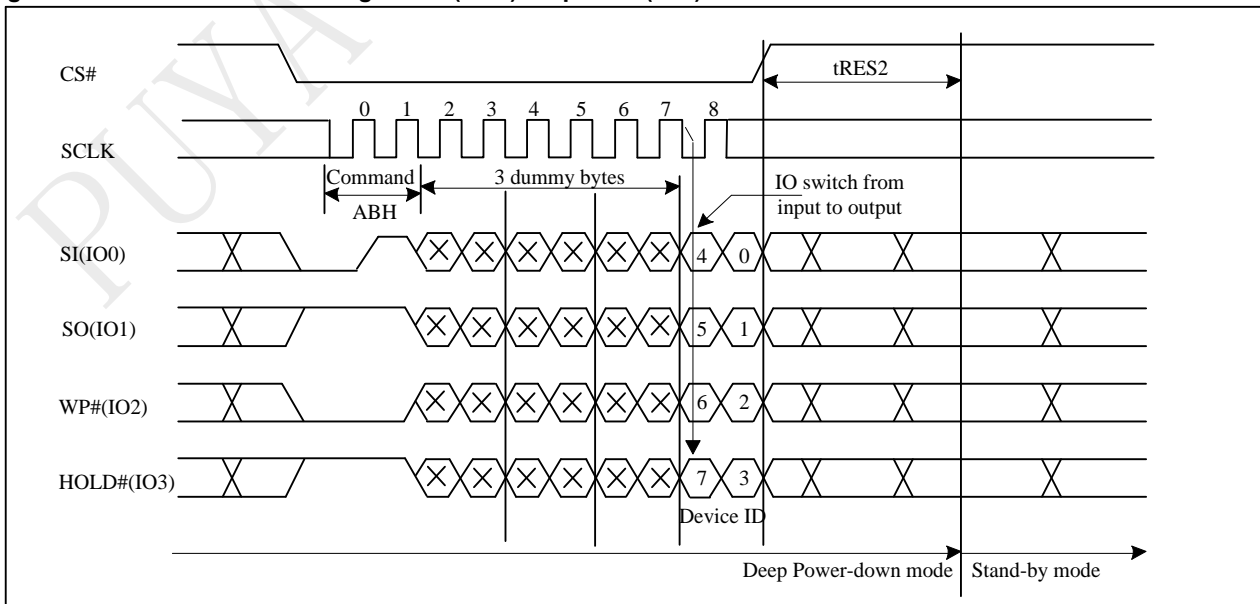 PUYA
CS#
tRES2
0 1 2 3 4 5 6 7 8
SCLK
Command
3 dummy bytes
ABH
IO switch from
input to output
SI(IO0)
4 0
SO(IO1)
5 1
WP#(IO2)
6 2
HOLD#(IO3)
7 3
Device ID
Deep Power-down mode
Stand-by mode